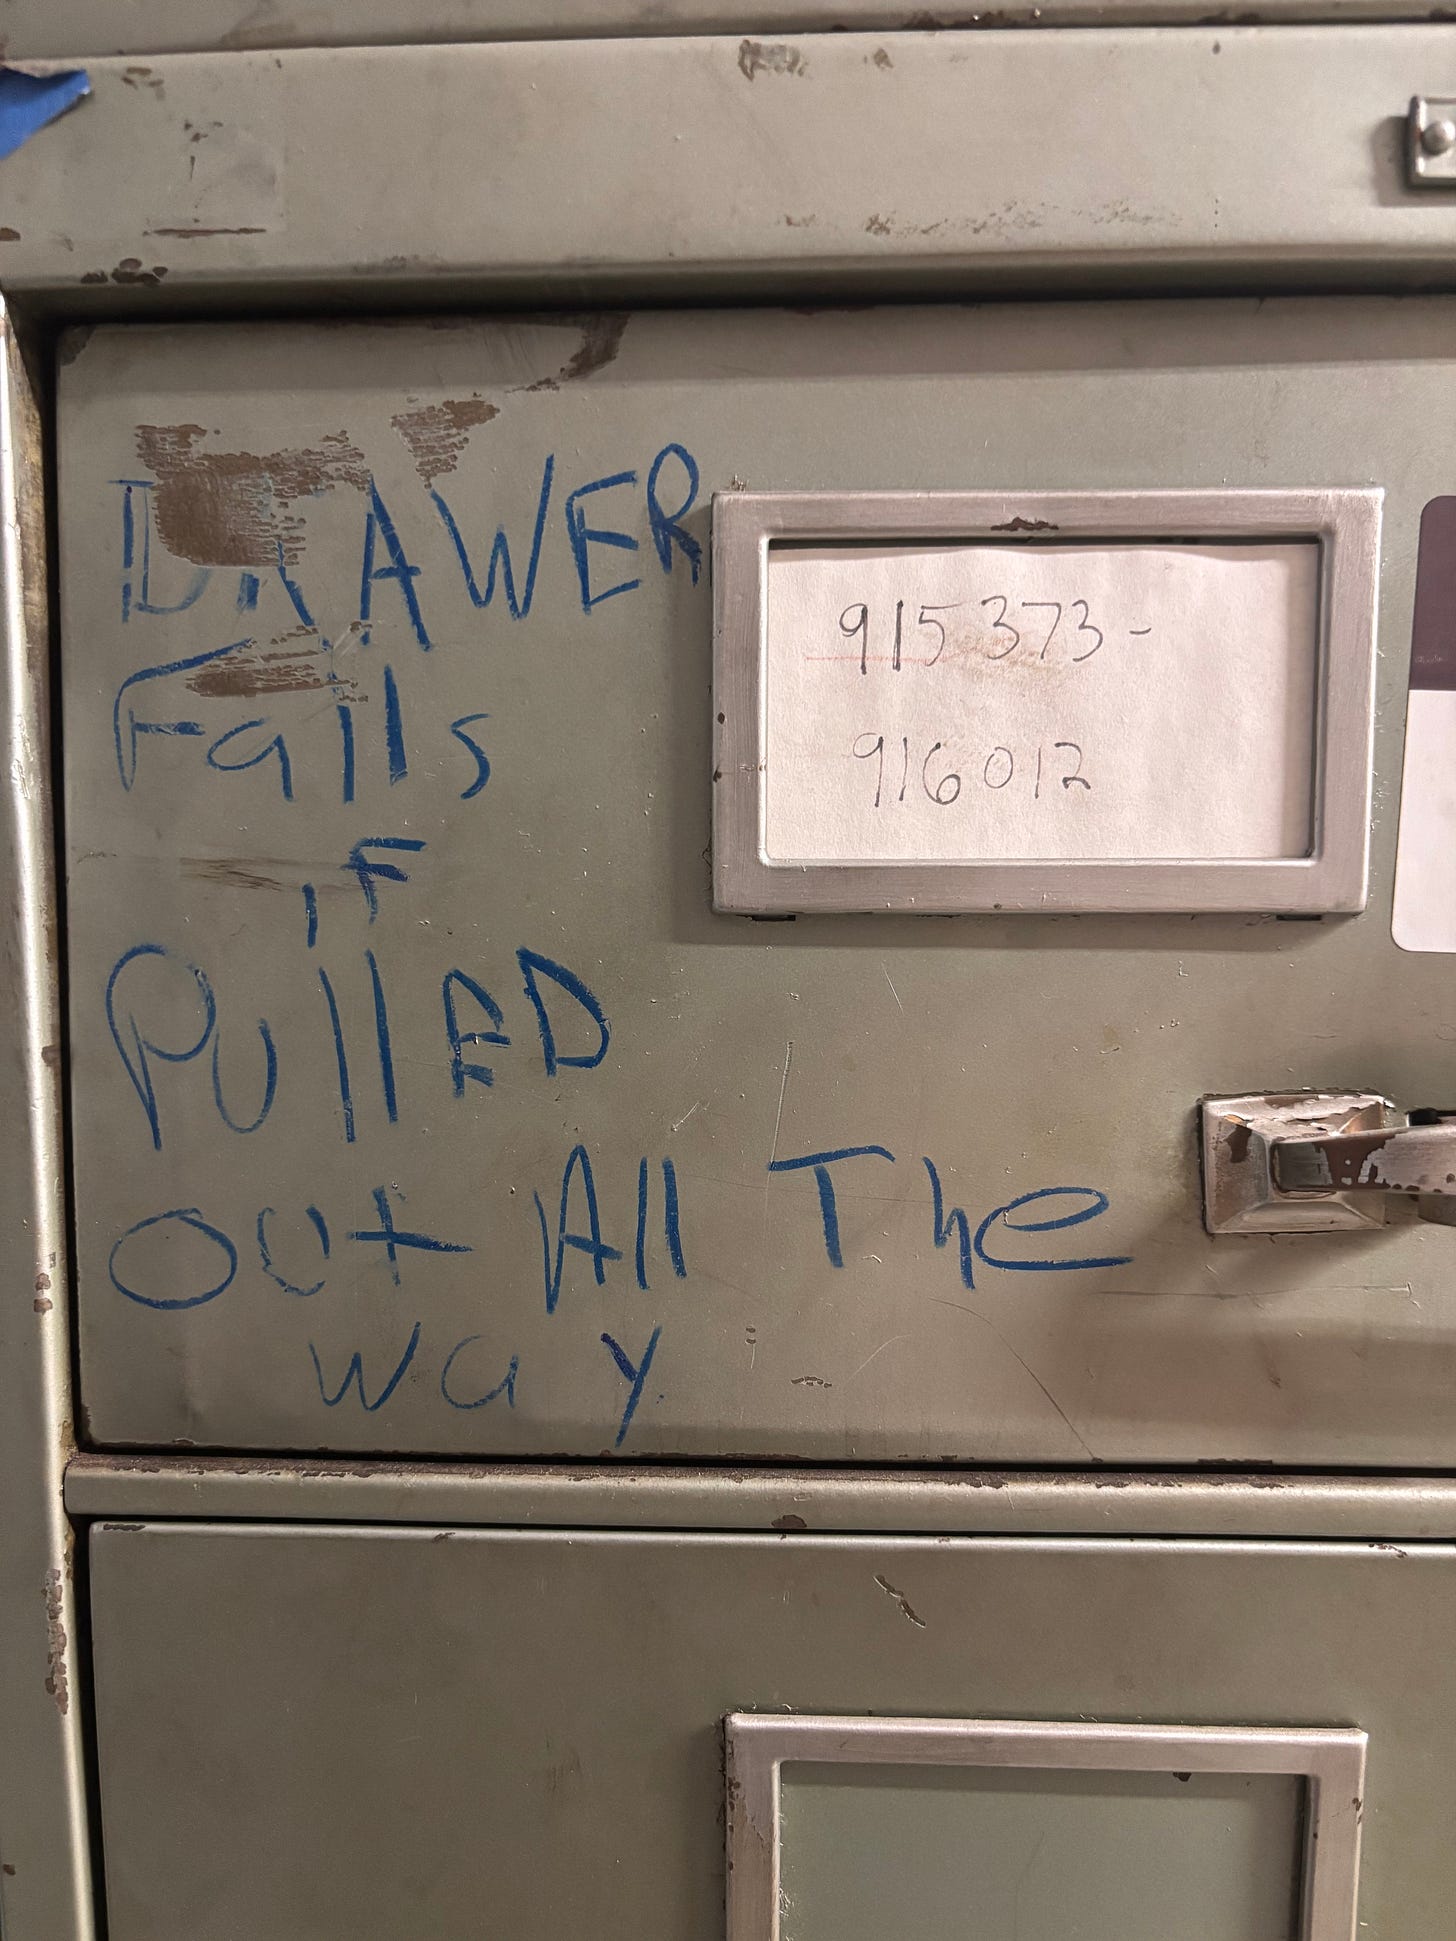 DRAWER
Falls
iF
PullED
Out All The
way
915373-
916012